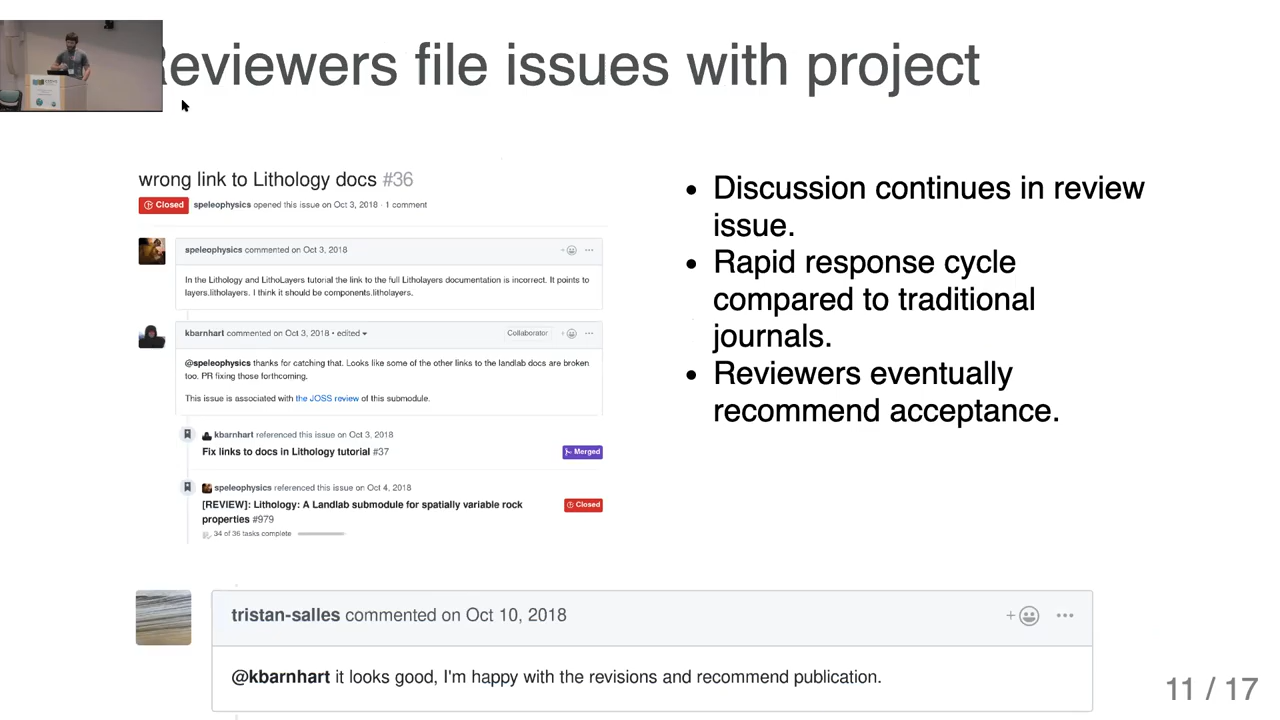 Reviewers file issues with project
wrong link to Lithology docs #36
Closed speleophysics opened this issue on Oct 3, 2018 · 1 comment
speleophysics commented on Oct 3, 2018
In the Lithology and LithoLayers tutorial the link to the full Litholayers documentation is incorrect. It points to
layers.litholayers. I think it should be components.litholayers.
kbarnhart commented on Oct 3, 2018 • edited
Collaborator
@speleophysics thanks for catching that. Looks like some of the other links to the landlab docs are broken
too. PR fixing those forthcoming.
This issue is associated with the JOSS review of this submodule.
kbarnhart referenced this issue on Oct 3, 2018
Fix links to docs in Lithology tutorial #37
Merged
speleophysics referenced this issue on Oct 4, 2018
[REVIEW]: Lithology: A Landlab submodule for spatially variable rock
properties #979
Closed
34 of 36 tasks complete
• Discussion continues in review
issue.
• Rapid response cycle
compared to traditional
journals.
• Reviewers eventually
recommend acceptance.
tristan-salles commented on Oct 10, 2018
@kbarnhart it looks good, I'm happy with the revisions and recommend publication.
11 / 17